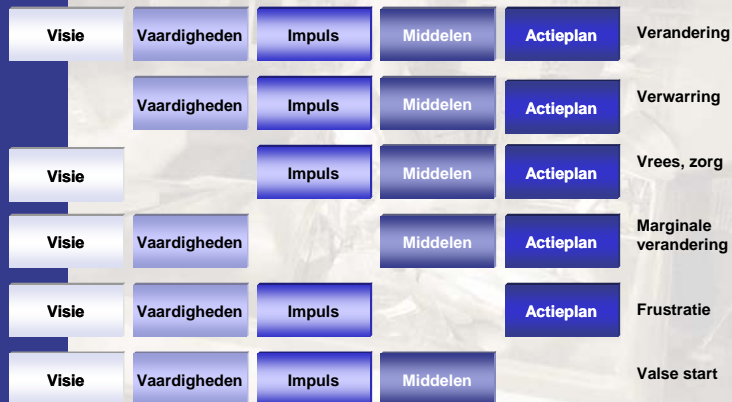 Visie Vaardigheden Impuls Middelen Actieplan Verandering
Vaardigheden Impuls Middelen Actieplan Verwarring
Visie Impuls Middelen Actieplan Vrees, zorg
Visie Vaardigheden Middelen Actieplan Marginale
verandering
Visie Vaardigheden Impuls Actieplan Frustratie
Visie Vaardigheden Impuls Middelen Valse start